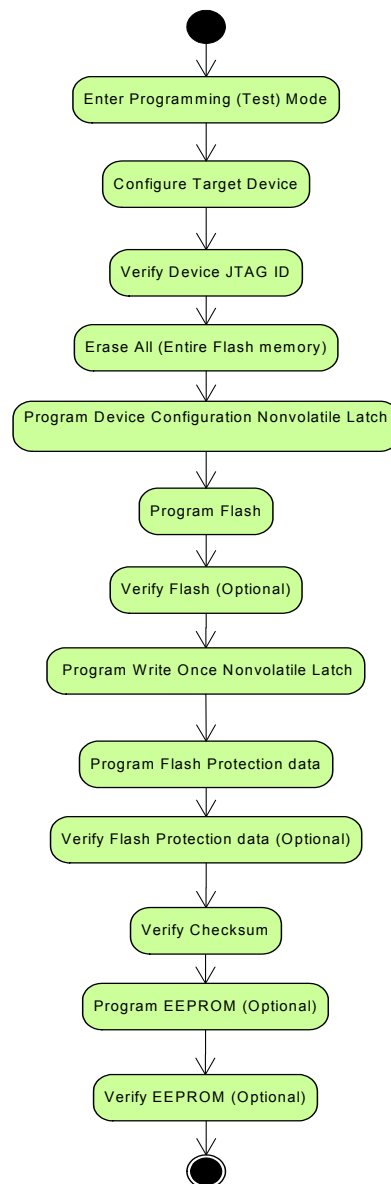 Enter Programming (Test) Mode
Configure Target Device
Verify Device JTAG ID
Erase All (Entire Flash memory)
Program Device Configuration Nonvolatile Latch
Program Flash
Verify Flash (Optional)
Program Write Once Nonvolatile Latch
Program Flash Protection data
Verify Flash Protection data (Optional)
Verify Checksum
Program EEPROM (Optional)
Verify EEPROM (Optional)